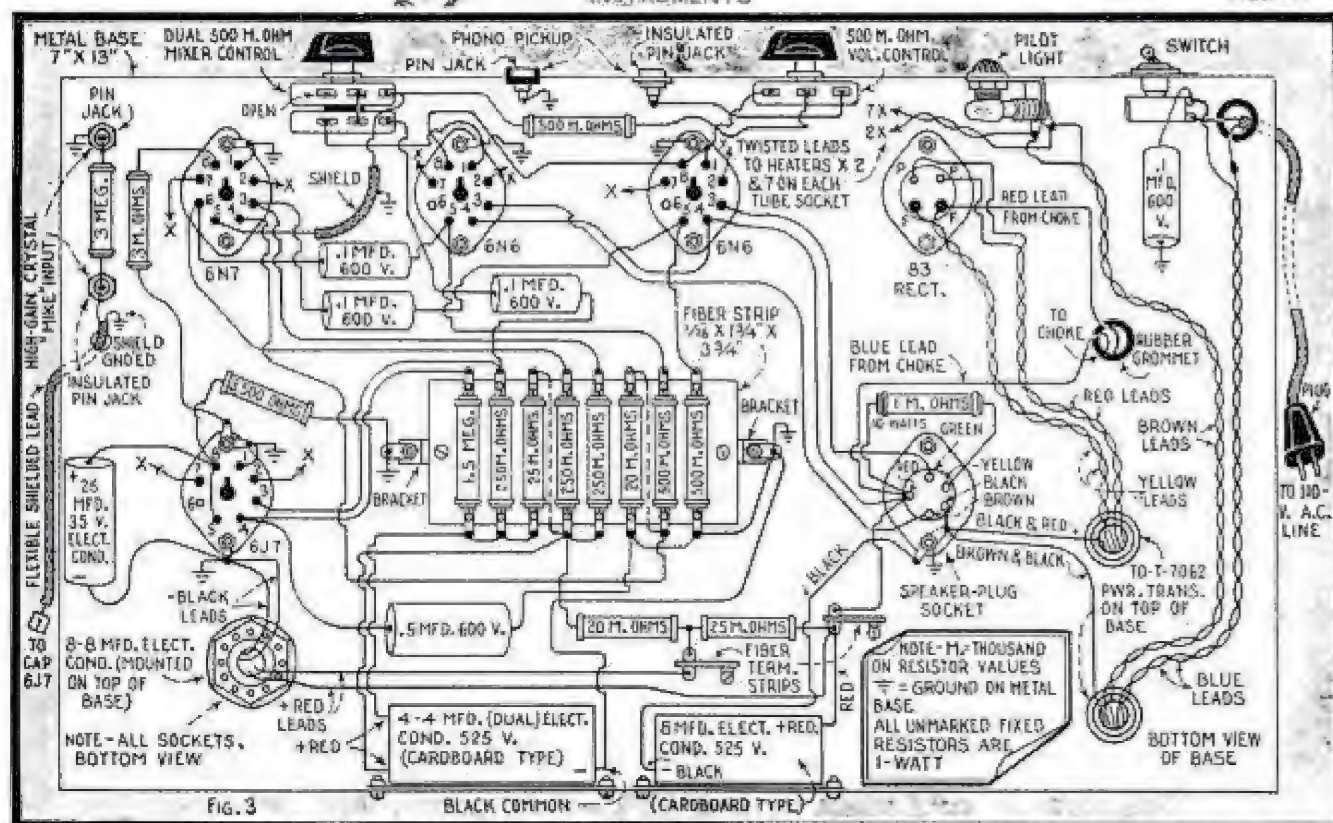 INSTRUMENTS
METAL BASE
7" X 13"
DUAL 500 M. OHM
MIXER CONTROL
OPEN
PHONO PICKUP
PIN JACK
INSULATED
PIN JACK
500 M. OHM
VOL. CONTROL
PILOT
LIGHT
SWITCH
PIN
JACK
3 MEG.
3 M. OHMS
SHIELD
500 M. OHMS
7X
2X
TWISTED LEADS
TO HEATERS X 2
& 7 ON EACH
TUBE SOCKET
RED LEAD
FROM CHOKE
.1
MFD.
600
V.
6N7
6N6
6N6
83
RECT.
.1 MFD.
600 V.
.1 MFD.
600 V.
.1 MFD.
600 V.
FIBER STRIP
1/16 X 1 3/4" X
3 3/4"
HIGH-GAIN CRYSTAL
"MIKE" INPUT
SHIELD
GNDED
INSULATED
PIN JACK
FLEXIBLE SHIELDED LEAD
TO
CAP
6J7
BLUE LEAD
FROM CHOKE
TO
CHOKE
RUBBER
GROMMET
RED LEADS
BROWN
LEADS
YELLOW
LEADS
PLUG
TO 110-
V. A.C.
LINE
BRACKET
BRACKET
250 M. OHMS
25 M. OHMS
250 M. OHMS
250 M. OHMS
20 M. OHMS
500 M. OHMS
500 M. OHMS
M. OHMS
10 WATTS
GREEN
RED
YELLOW
BLACK
BROWN
BLACK & RED
BROWN & BLACK
+
25
MFD.
35 V.
ELECT.
COND.
-
6J7
-BLACK
LEADS
8-8 MFD. ELECT.
COND. (MOUNTED
ON TOP OF
BASE)
+RED
LEADS
.5 MFD. 600 V.
20 M. OHMS
25 M. OHMS
BLACK
RED
FIBER
TERM.
STRIPS
SPEAKER-PLUG
SOCKET
TO-T-7062
PWR. TRANS.
ON TOP OF
BASE
NOTE-M.=THOUSAND
ON RESISTOR VALUES
= GROUND ON METAL
BASE
ALL UNMARKED FIXED
RESISTORS ARE
1-WATT
BLUE
LEADS
BOTTOM VIEW
OF BASE
NOTE-ALL SOCKETS,
BOTTOM VIEW
+RED
4-4 MFD. (DUAL) ELECT.
COND. 525 V.
(CARDBOARD TYPE)
8 MFD. ELECT. +RED,
COND. 525 V.
- BLACK
FIG. 3
BLACK COMMON
(CARDBOARD TYPE)